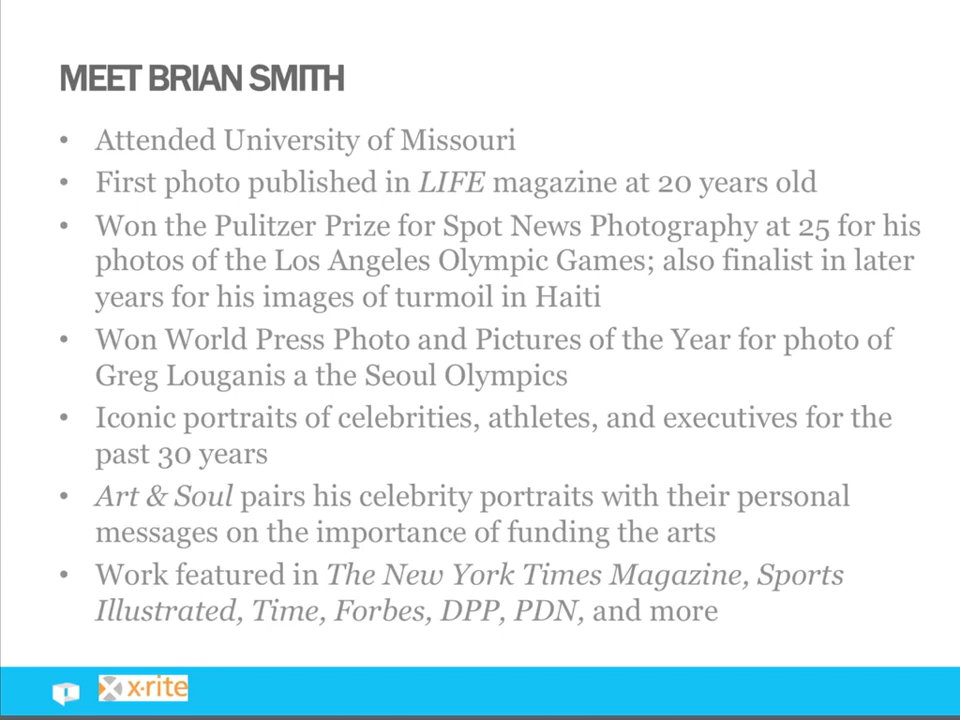 MEET BRIAN SMITH
• Attended University of Missouri
• First photo published in LIFE magazine at 20 years old
• Won the Pulitzer Prize for Spot News Photography at 25 for his
photos of the Los Angeles Olympic Games; also finalist in later
years for his images of turmoil in Haiti
• Won World Press Photo and Pictures of the Year for photo of
Greg Louganis a the Seoul Olympics
• Iconic portraits of celebrities, athletes, and executives for the
past 30 years
• Art & Soul pairs his celebrity portraits with their personal
messages on the importance of funding the arts
• Work featured in The New York Times Magazine, Sports
Illustrated, Time, Forbes, DPP, PDN, and more
x·rite